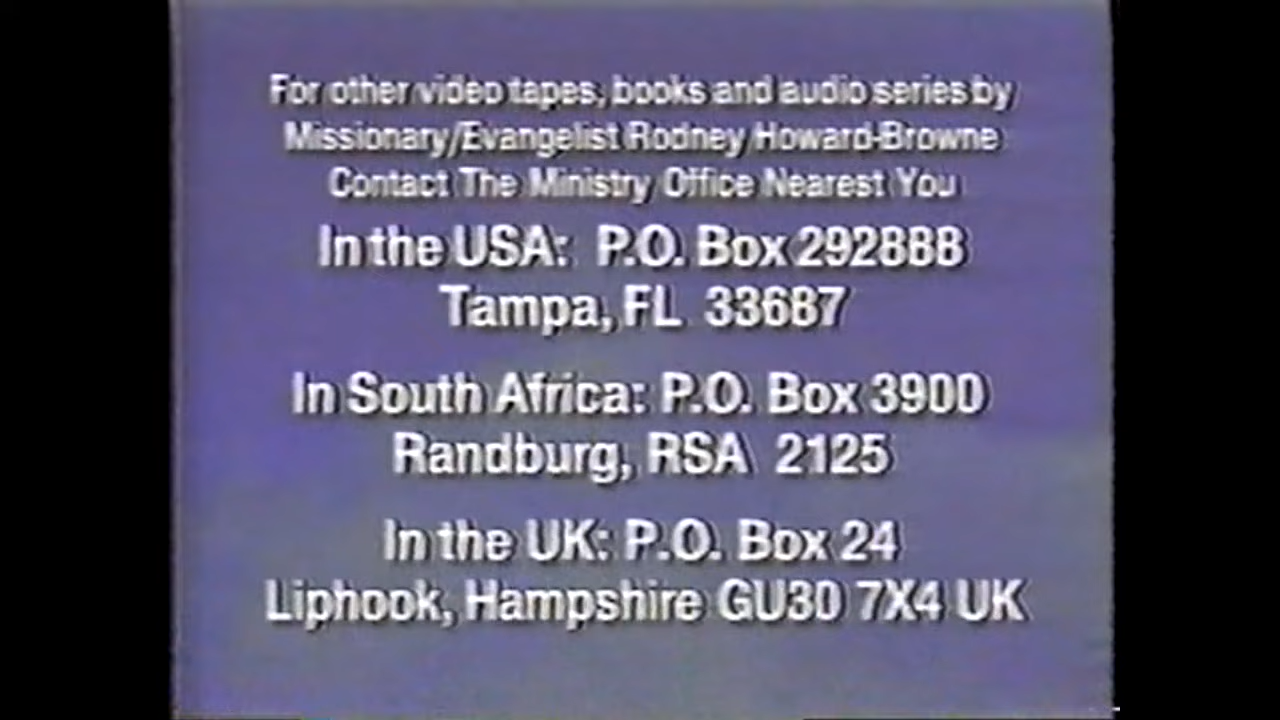 For other video tapes, books and audio series by
Missionary/Evangelist Rodney Howard-Browne
Contact The Ministry Office Nearest You
In the USA: P.O. Box 292888
Tampa, FL 33687
In South Africa: P.O. Box 3900
Randburg, RSA 2125
In the UK: P.O. Box 24
Liphook, Hampshire GU30 7X4 UK